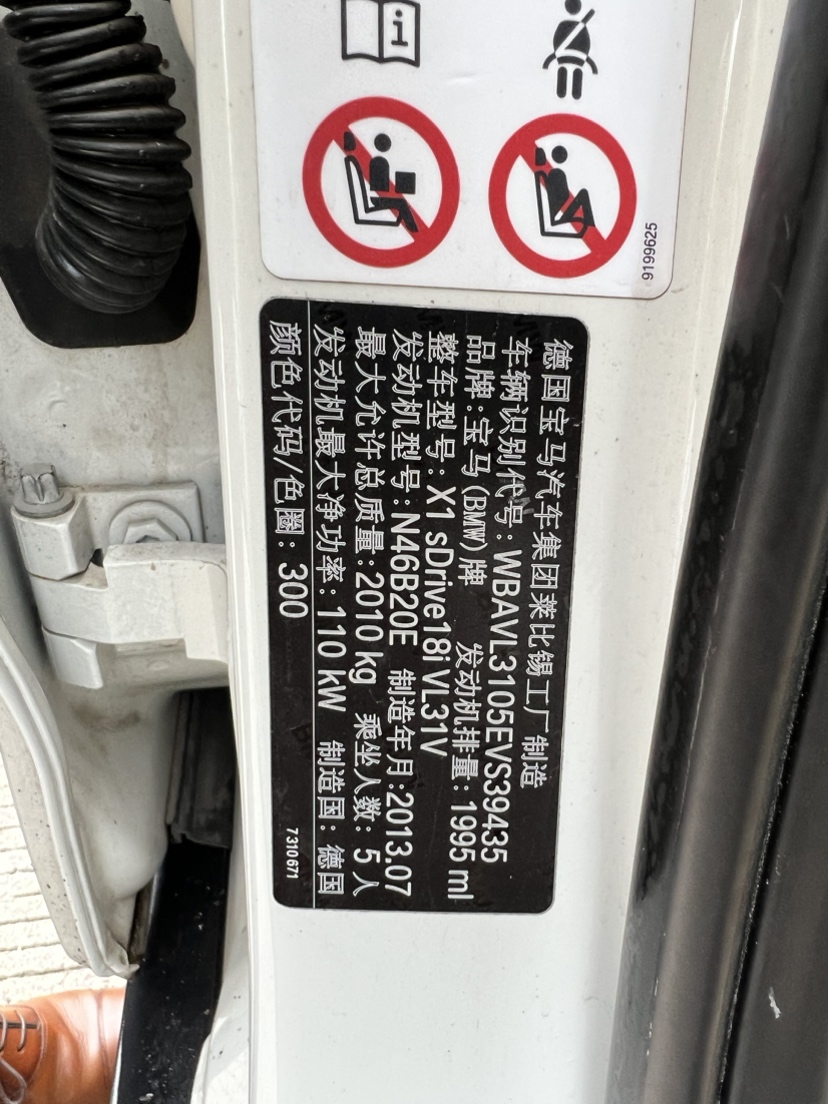 9199625
德国宝马汽车集团莱比锡工厂制造
车辆识别代号: WBAVL3105EVS39435
品牌: 宝马(BMW)牌 发动机排量: 1995 ml
整车型号: X1 sDrive18i VL31V
发动机型号: N46B20E 制造年月: 2013.07
最大允许总质量: 2010 kg 乘坐人数: 5 人
发动机最大净功率: 110 kW 制造国: 德国
颜色代码/色圈: 300
7310671